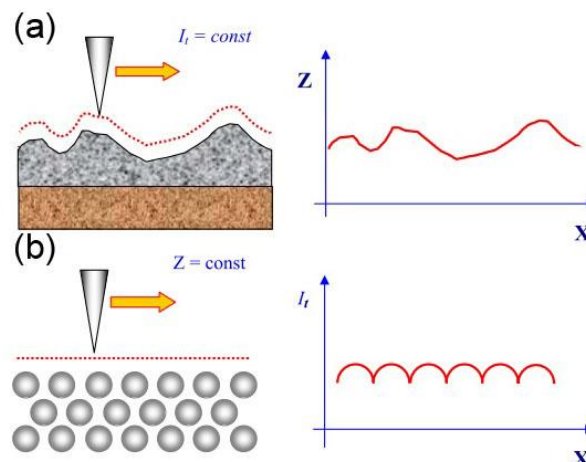 (a)
I_t = const
Z
X
(b)
Z = const
I_t
X